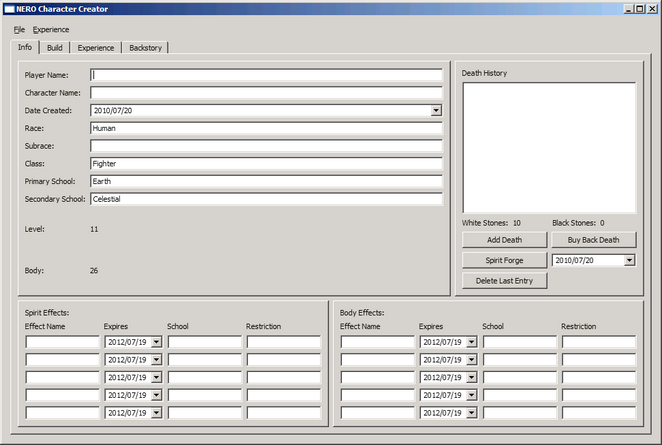 NERO Character Creator
File Experience
Info Build Experience Backstory
Player Name:
Character Name:
Date Created: 2010/07/20
Race: Human
Subrace:
Class: Fighter
Primary School: Earth
Secondary School: Celestial
Level: 11
Body: 26
Death History
White Stones: 10 Black Stones: 0
Add Death Buy Back Death
Spirit Forge 2010/07/20
Delete Last Entry
Spirit Effects:
Effect Name Expires School Restriction
2012/07/19
2012/07/19
2012/07/19
2012/07/19
2012/07/19
Body Effects:
Effect Name Expires School Restriction
2012/07/19
2012/07/19
2012/07/19
2012/07/19
2012/07/19